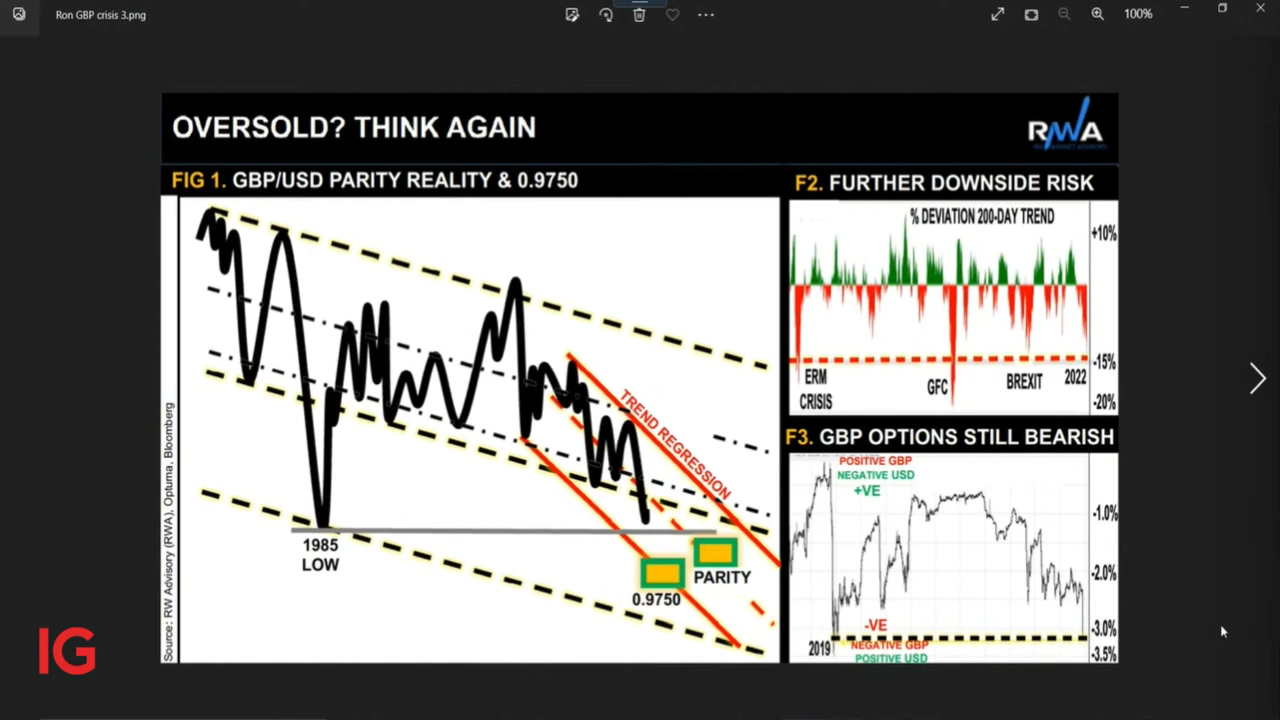 Ron GBP crisis 3.png
100%
OVERSOLD? THINK AGAIN
RWA
FIG 1. GBP/USD PARITY REALITY & 0.9750
TREND REGRESSION
1985
LOW
PARITY
0.9750
Source: RW Advisory (RWA), Optuma, Bloomberg
F2. FURTHER DOWNSIDE RISK
% DEVIATION 200-DAY TREND
+10%
-15%
ERM
CRISIS
GFC
BREXIT
2022
-20%
F3. GBP OPTIONS STILL BEARISH
POSITIVE GBP
NEGATIVE USD
+VE
-1.0%
-2.0%
-VE
-3.0%
2019
NEGATIVE GBP
-3.5%
POSITIVE USD
IG